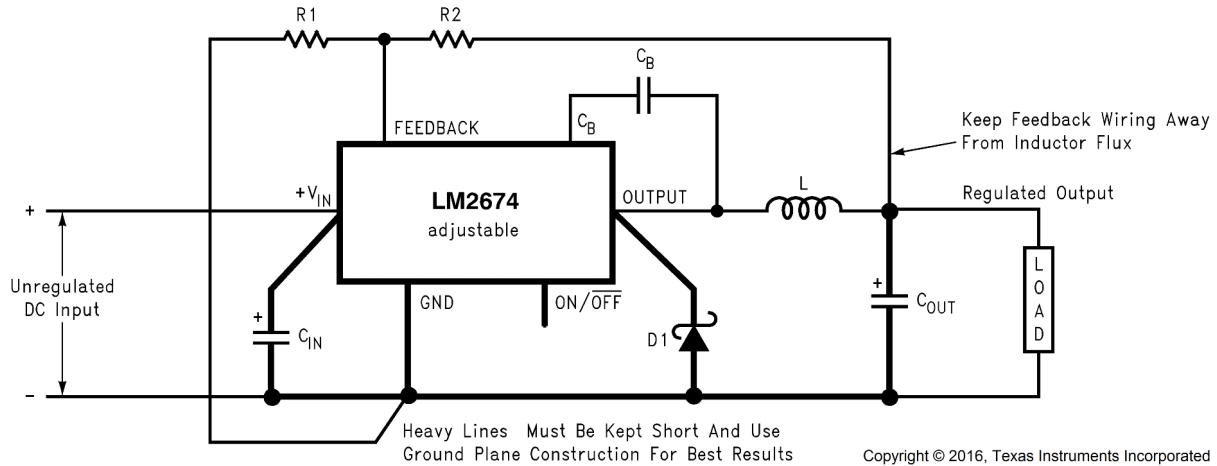 R1
R2
C_B
FEEDBACK
C_B
Keep Feedback Wiring Away
From Inductor Flux
+V_IN
LM2674
adjustable
OUTPUT
L
Regulated Output
+
Unregulated
DC Input
-
GND
ON/O̅F̅F̅
+
C_IN
D1
+
C_OUT
LOAD
Heavy Lines Must Be Kept Short And Use
Ground Plane Construction For Best Results
Copyright © 2016, Texas Instruments Incorporated